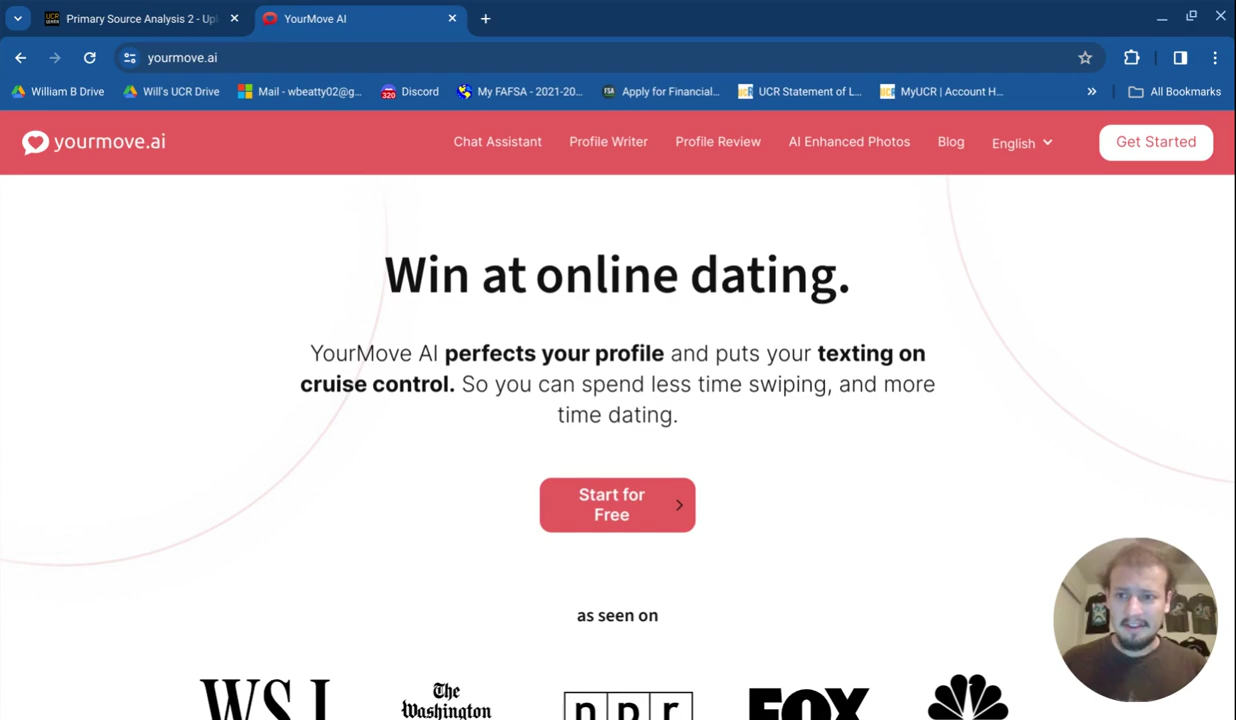 Primary Source Analysis 2 - Upl
YourMove AI
yourmove.ai
William B Drive
Will's UCR Drive
Mail - wbeatty02@g...
Discord
My FAFSA - 2021-20...
Apply for Financial...
UCR Statement of L...
MyUCR | Account H...
»
All Bookmarks
yourmove.ai
Chat Assistant
Profile Writer
Profile Review
AI Enhanced Photos
Blog
English
Get Started
Win at online dating.
YourMove AI perfects your profile and puts your texting on
cruise control. So you can spend less time swiping, and more
time dating.
Start for
Free
as seen on
WSJ
The
Washington
npr
FOX